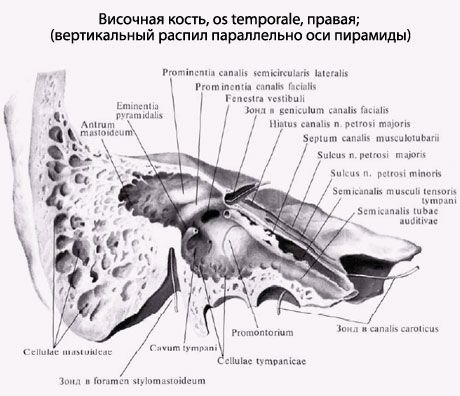 Височная кость, os temporale, правая;
(вертикальный распил параллельно оси пирамиды)
Prominentia canalis semicircularis lateralis
Prominentia canalis facialis
Fenestra vestibuli
Зонд в geniculum canalis facialis
Hiatus canalis n. petrosi majoris
Septum canalis musculotubarii
Sulcus n. petrosi majoris
Sulcus n. petrosi minoris
Semicanalis musculi tensoris
tympani
Semicanalis tubae
auditivae
Eminentia
pyramidalis
Antrum
mastoideum
Зонд в canalis caroticus
Promontorium
Cavum tympani
Cellulae tympanicae
Cellulae mastoideae
Зонд в foramen stylomastoideum